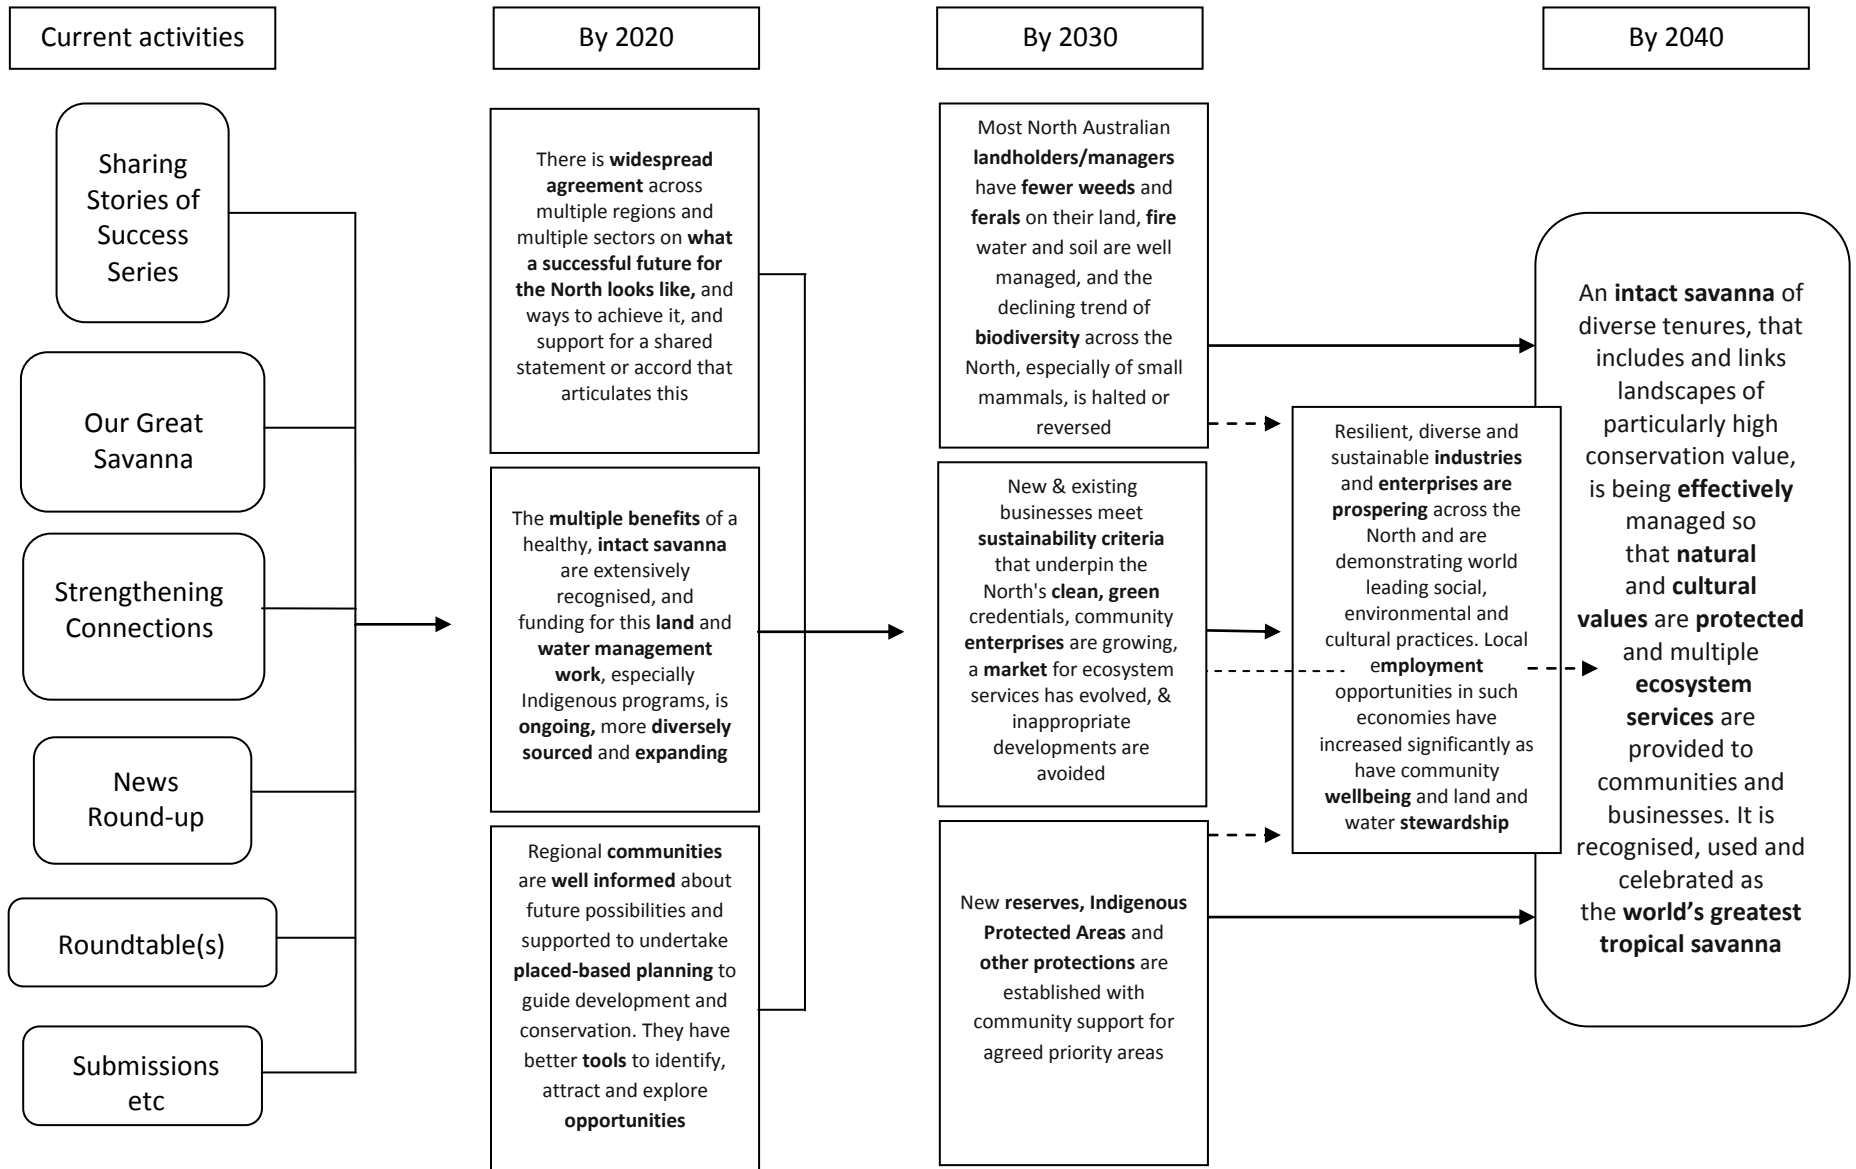 Current activities
By 2020
By 2030
By 2040
Sharing
Stories of
Success
Series
Our Great
Savanna
Strengthening
Connections
News
Round-up
Roundtable(s)
Submissions
etc
There is widespread
agreement across
multiple regions and
multiple sectors on what
a successful future for
the North looks like, and
ways to achieve it, and
support for a shared
statement or accord that
articulates this
The multiple benefits of a
healthy, intact savanna
are extensively
recognised, and
funding for this land and
water management
work, especially
Indigenous programs, is
ongoing, more diversely
sourced and expanding
Regional communities
are well informed about
future possibilities and
supported to undertake
placed-based planning to
guide development and
conservation. They have
better tools to identify,
attract and explore
opportunities
Most North Australian
landholders/managers
have fewer weeds and
ferals on their land, fire
water and soil are well
managed, and the
declining trend of
biodiversity across the
North, especially of small
mammals, is halted or
reversed
New & existing
businesses meet
sustainability criteria
that underpin the
North's clean, green
credentials, community
enterprises are growing,
a market for ecosystem
services has evolved, &
inappropriate
developments are
avoided
New reserves, Indigenous
Protected Areas and
other protections are
established with
community support for
agreed priority areas
Resilient, diverse and
sustainable industries
and enterprises are
prospering across the
North and are
demonstrating world
leading social,
environmental and
cultural practices. Local
employment
opportunities in such
economies have
increased significantly as
have community
wellbeing and land and
water stewardship
An intact savanna of
diverse tenures, that
includes and links
landscapes of
particularly high
conservation value,
is being effectively
managed so
that natural
and cultural
values are protected
and multiple
ecosystem
services are
provided to
communities and
businesses. It is
recognised, used and
celebrated as
the world’s greatest
tropical savanna